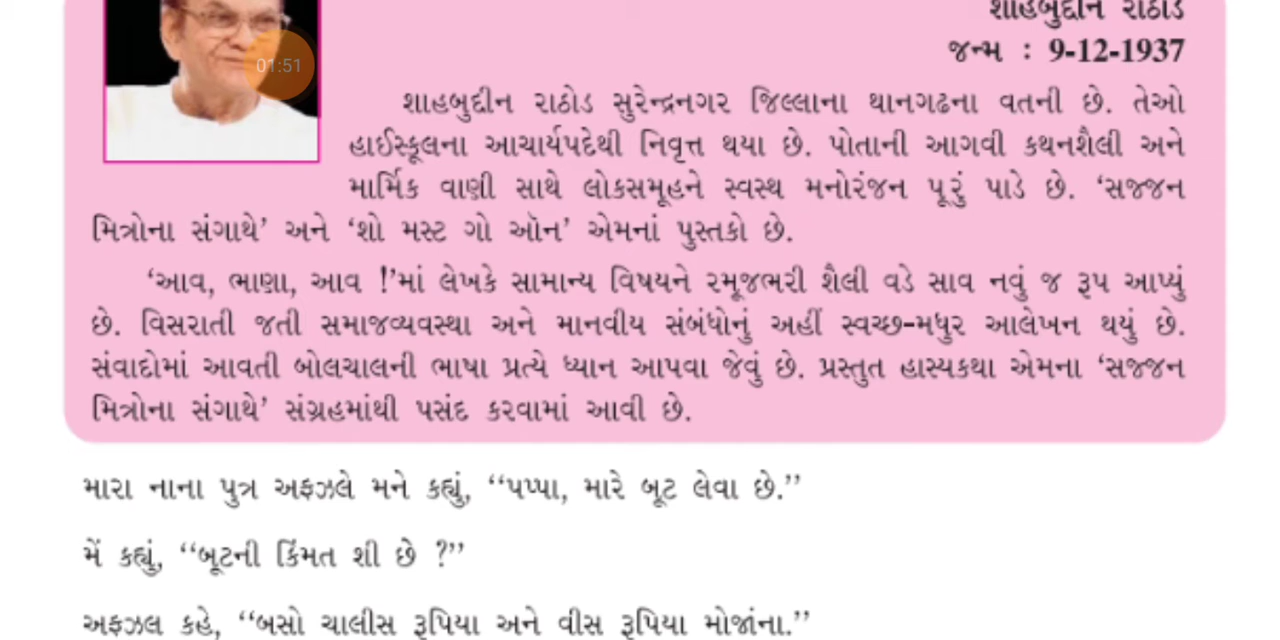 શાહબુદ્દીન રાઠોડ
જન્મ : 9-12-1937
01:51
શાહબુદ્દીન રાઠોડ સુરેન્દ્રનગર જિલ્લાના થાનગઢના વતની છે. તેઓ
હાઈસ્કૂલના આચાર્યપદેથી નિવૃત્ત થયા છે. પોતાની આગવી કથનશૈલી અને
માર્મિક વાણી સાથે લોકસમૂહને સ્વસ્થ મનોરંજન પૂરું પાડે છે. ‘સજ્જન
મિત્રોના સંગાથે’ અને ‘શો મસ્ટ ગો ઑન’ એમનાં પુસ્તકો છે.
‘આવ, ભાણા, આવ !’માં લેખકે સામાન્ય વિષયને રમૂજભરી શૈલી વડે સાવ નવું જ રૂપ આપ્યું
છે. વિસરાતી જતી સમાજવ્યવસ્થા અને માનવીય સંબંધોનું અહીં સ્વચ્છ-મધુર આલેખન થયું છે.
સંવાદોમાં આવતી બોલચાલની ભાષા પ્રત્યે ધ્યાન આપવા જેવું છે. પ્રસ્તુત હાસ્યકથા એમના ‘સજ્જન
મિત્રોના સંગાથે’ સંગ્રહમાંથી પસંદ કરવામાં આવી છે.
મારા નાના પુત્ર અફઝલે મને કહ્યું, “પપ્પા, મારે બૂટ લેવા છે.”
મેં કહ્યું, “બૂટની કિંમત શી છે ?”
અફઝલ કહે, “બસો ચાલીસ રૂપિયા અને વીસ રૂપિયા મોજાંના.”